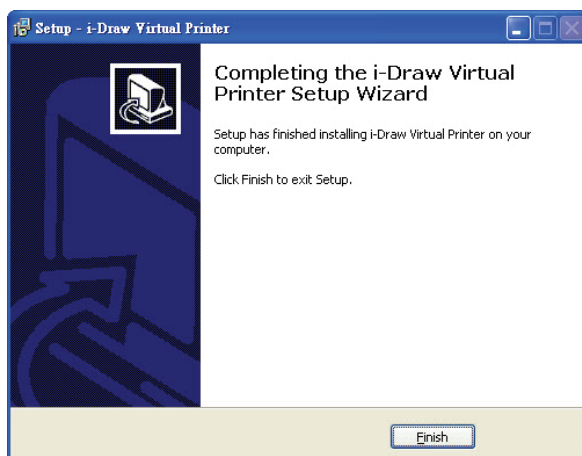 Setup - i-Draw Virtual Printer
Completing the i-Draw Virtual
Printer Setup Wizard
Setup has finished installing i-Draw Virtual Printer on your
computer.
Click Finish to exit Setup.
Finish